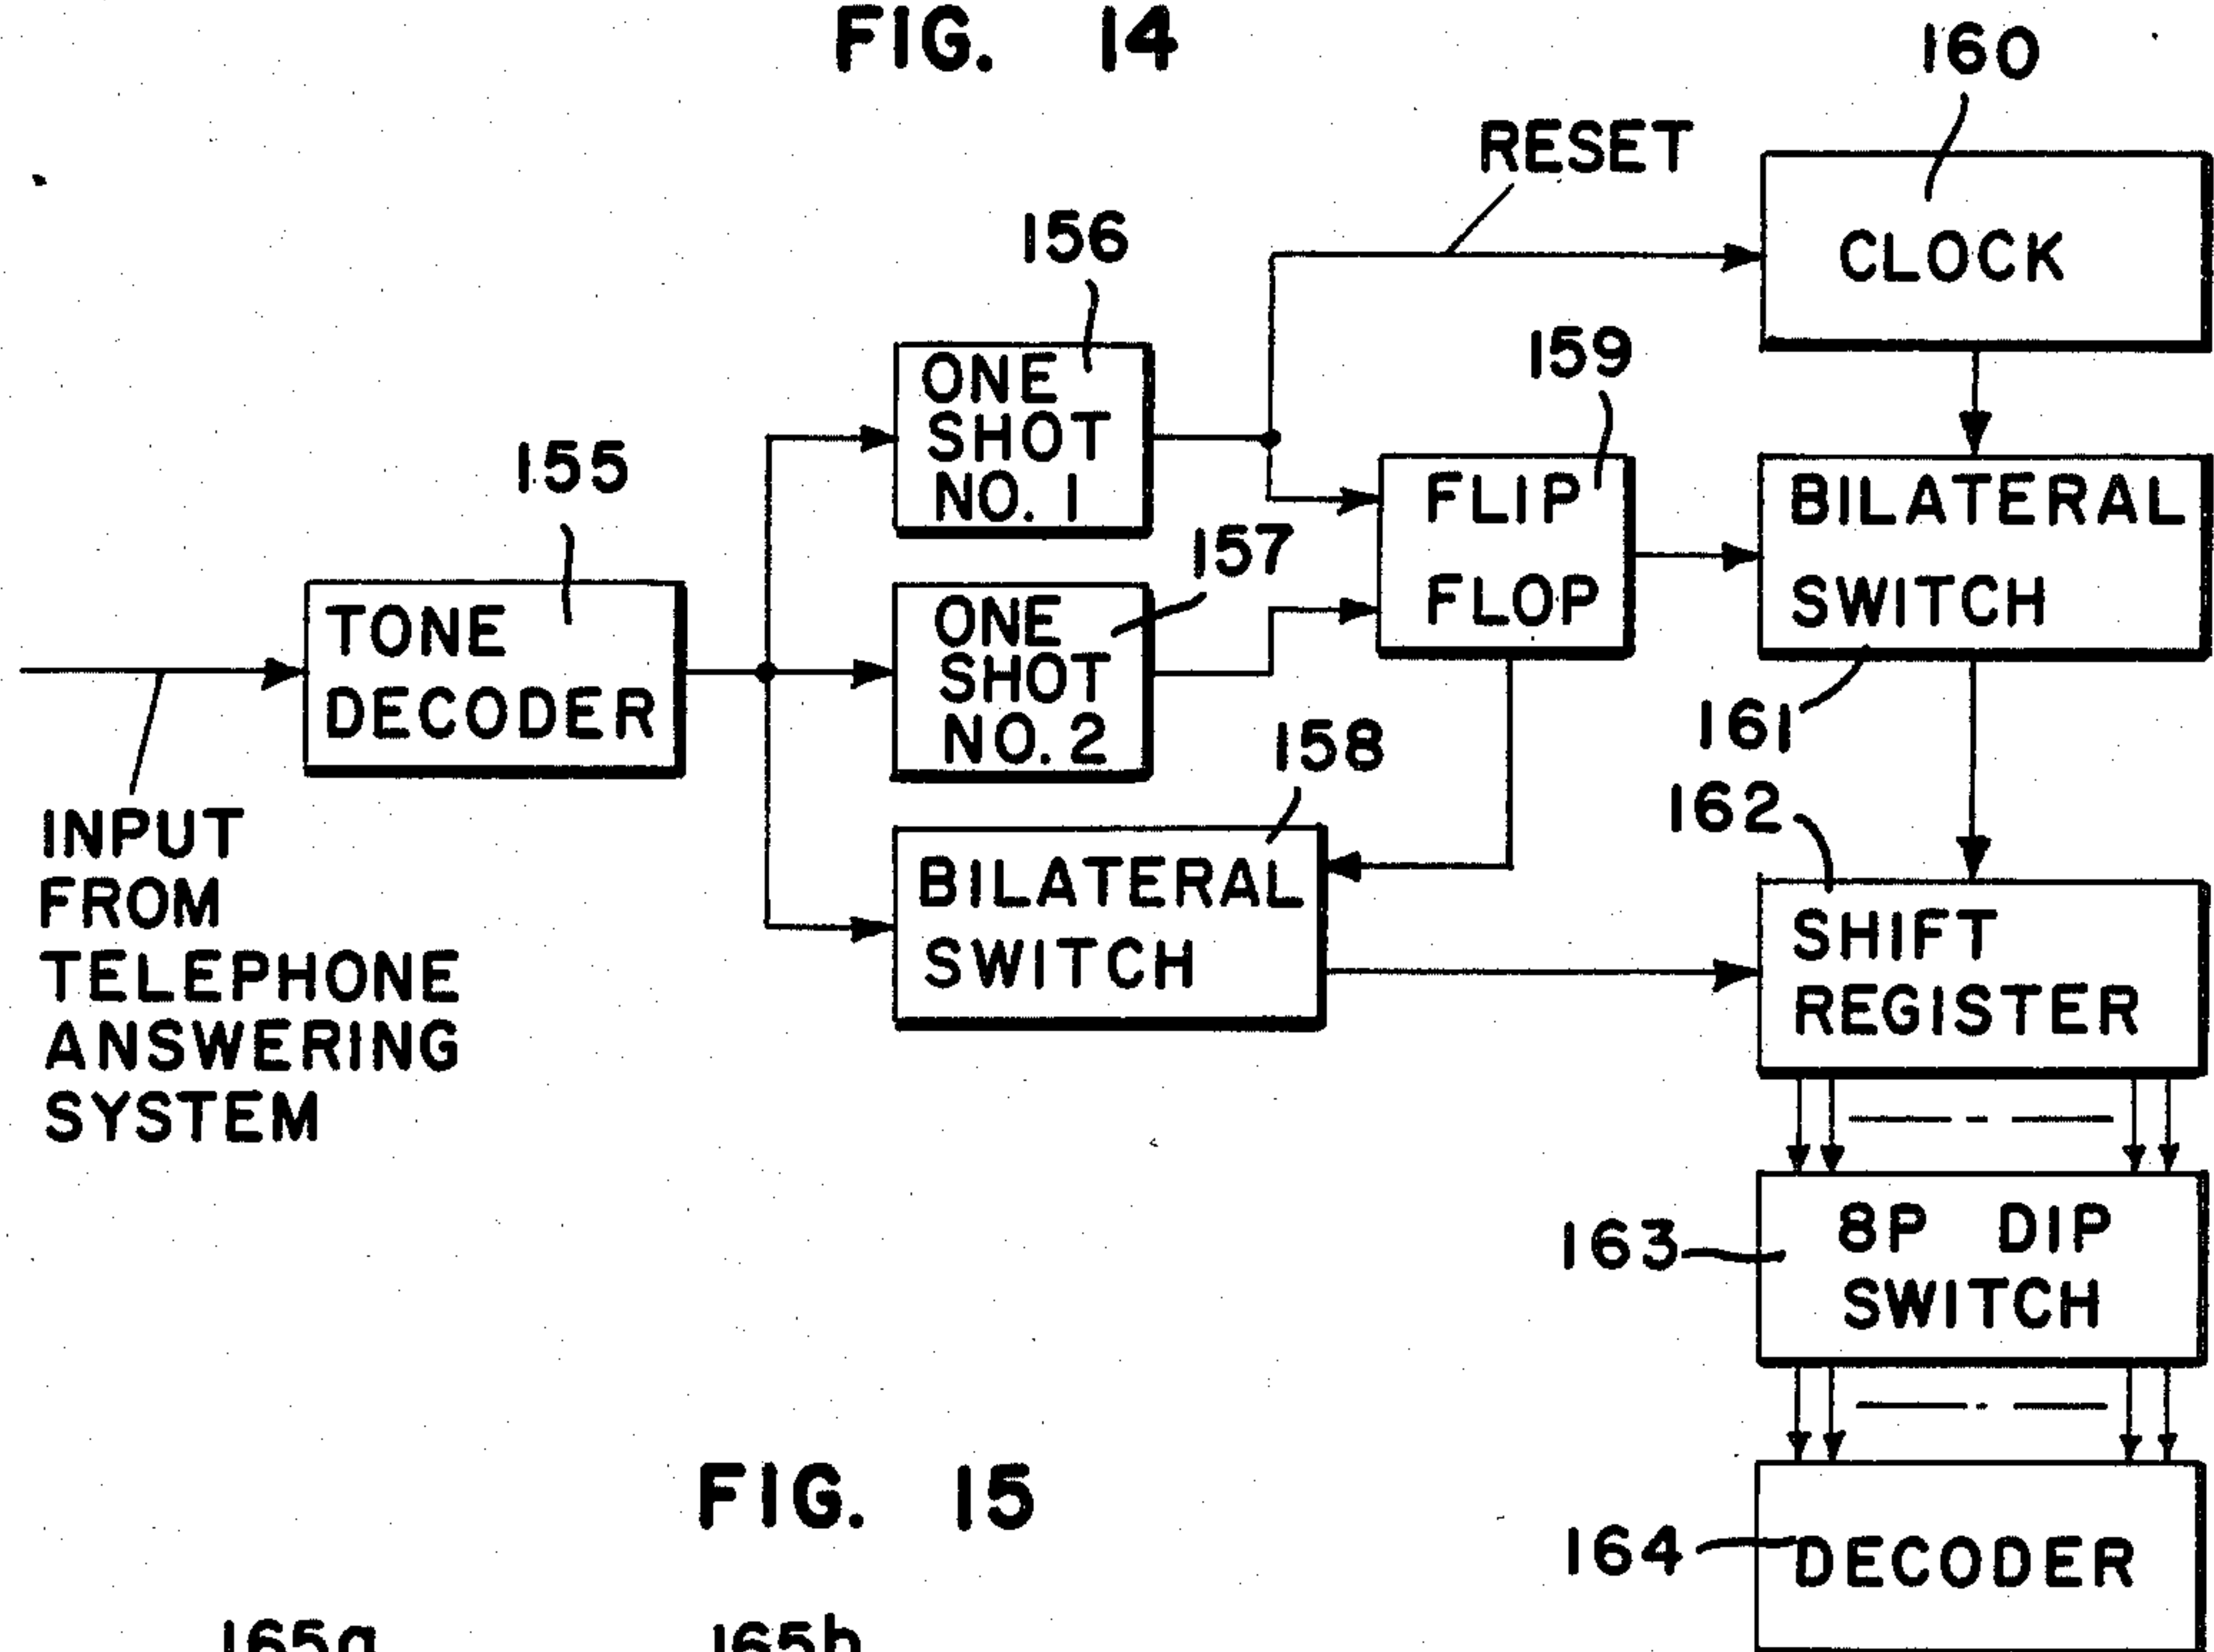 FIG. 14
160
RESET
CLOCK
156
ONE
SHOT
NO. 1
159
FLIP
FLOP
BILATERAL
SWITCH
161
155
TONE
DECODER
157
ONE
SHOT
NO. 2
158
BILATERAL
SWITCH
INPUT
FROM
TELEPHONE
ANSWERING
SYSTEM
162
SHIFT
REGISTER
163
8P DIP
SWITCH
164
DECODER
FIG. 15
165a
165b